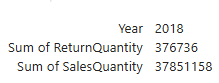 Year 2018
Sum of ReturnQuantity 376736
Sum of SalesQuantity 37851158